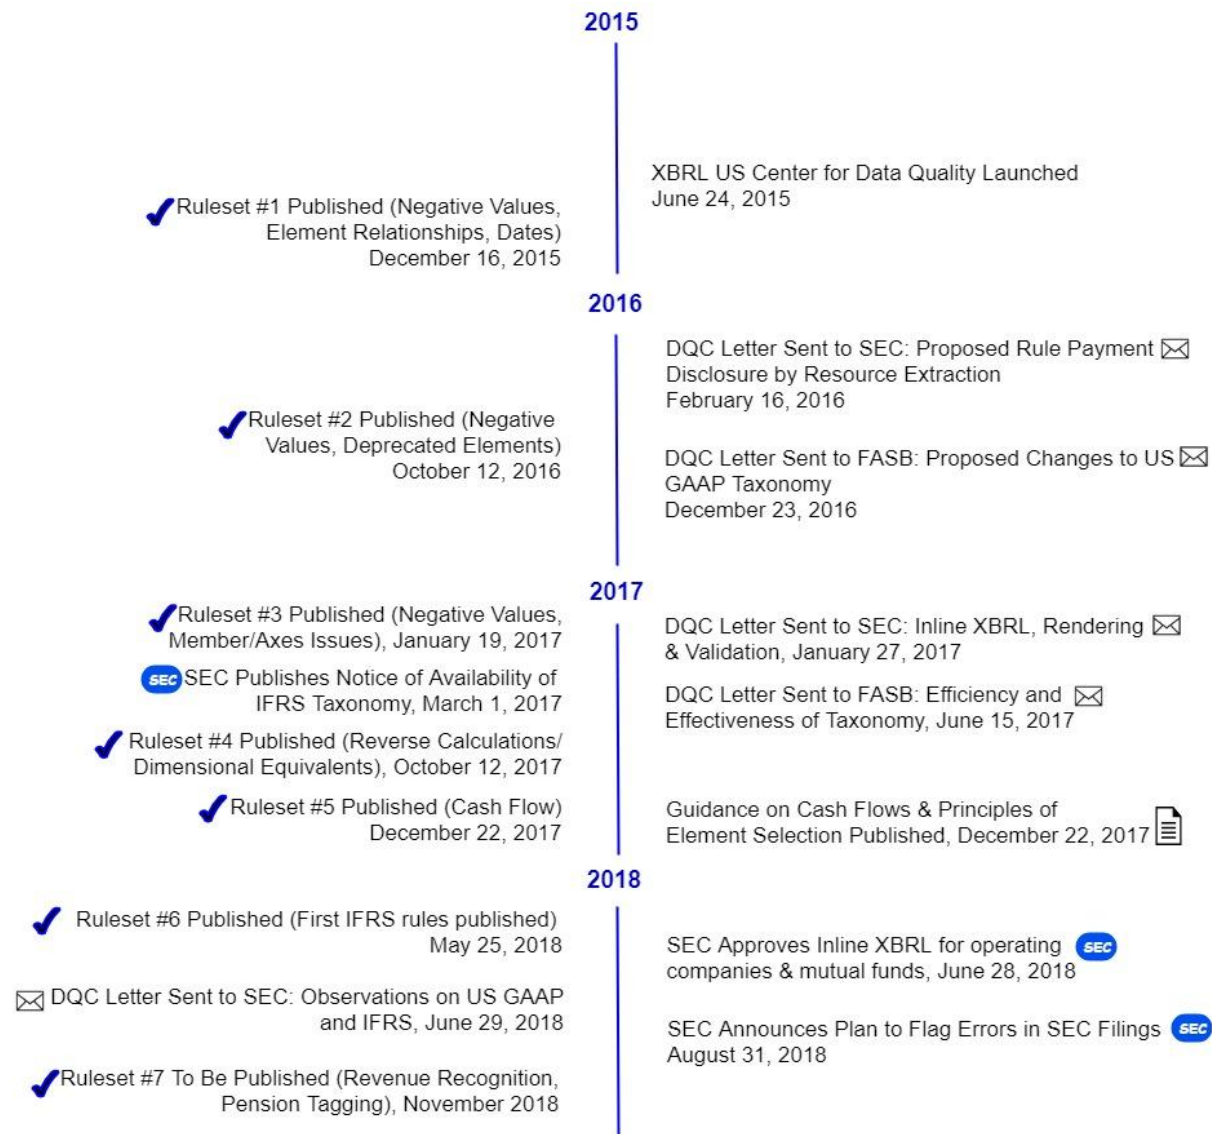 2015
XBRL US Center for Data Quality Launched
June 24, 2015
Ruleset #1 Published (Negative Values,
Element Relationships, Dates)
December 16, 2015
2016
DQC Letter Sent to SEC: Proposed Rule Payment
Disclosure by Resource Extraction
February 16, 2016
Ruleset #2 Published (Negative
Values, Deprecated Elements)
October 12, 2016
DQC Letter Sent to FASB: Proposed Changes to US
GAAP Taxonomy
December 23, 2016
2017
Ruleset #3 Published (Negative Values,
Member/Axes Issues), January 19, 2017
DQC Letter Sent to SEC: Inline XBRL, Rendering
& Validation, January 27, 2017
SEC SEC Publishes Notice of Availability of
IFRS Taxonomy, March 1, 2017
DQC Letter Sent to FASB: Efficiency and
Effectiveness of Taxonomy, June 15, 2017
Ruleset #4 Published (Reverse Calculations/
Dimensional Equivalents), October 12, 2017
Ruleset #5 Published (Cash Flow)
December 22, 2017
Guidance on Cash Flows & Principles of
Element Selection Published, December 22, 2017
2018
Ruleset #6 Published (First IFRS rules published)
May 25, 2018
SEC Approves Inline XBRL for operating SEC
companies & mutual funds, June 28, 2018
DQC Letter Sent to SEC: Observations on US GAAP
and IFRS, June 29, 2018
SEC Announces Plan to Flag Errors in SEC Filings SEC
August 31, 2018
Ruleset #7 To Be Published (Revenue Recognition,
Pension Tagging), November 2018